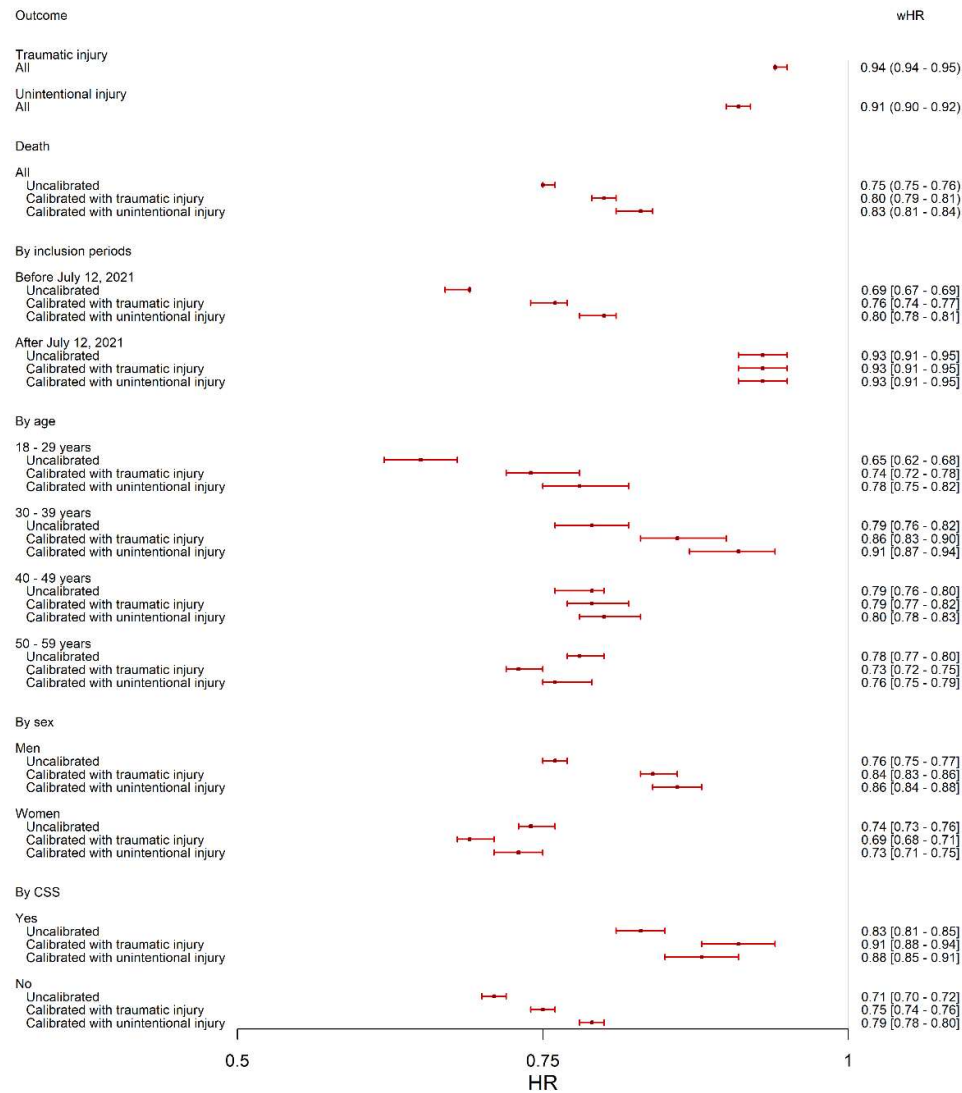 Outcome wHR
Traumatic injury
All 0.94 (0.94 - 0.95)
Unintentional injury
All 0.91 (0.90 - 0.92)
Death
All
Uncalibrated 0.75 (0.75 - 0.76)
Calibrated with traumatic injury 0.80 (0.79 - 0.81)
Calibrated with unintentional injury 0.83 (0.81 - 0.84)
By inclusion periods
Before July 12, 2021
Uncalibrated 0.69 [0.67 - 0.69]
Calibrated with traumatic injury 0.76 [0.74 - 0.77]
Calibrated with unintentional injury 0.80 [0.78 - 0.81]
After July 12, 2021
Uncalibrated 0.93 [0.91 - 0.95]
Calibrated with traumatic injury 0.93 [0.91 - 0.95]
Calibrated with unintentional injury 0.93 [0.91 - 0.95]
By age
18 - 29 years
Uncalibrated 0.65 [0.62 - 0.68]
Calibrated with traumatic injury 0.74 [0.72 - 0.78]
Calibrated with unintentional injury 0.78 [0.75 - 0.82]
30 - 39 years
Uncalibrated 0.79 [0.76 - 0.82]
Calibrated with traumatic injury 0.86 [0.83 - 0.90]
Calibrated with unintentional injury 0.91 [0.87 - 0.94]
40 - 49 years
Uncalibrated 0.79 [0.76 - 0.80]
Calibrated with traumatic injury 0.79 [0.77 - 0.82]
Calibrated with unintentional injury 0.80 [0.78 - 0.83]
50 - 59 years
Uncalibrated 0.78 [0.77 - 0.80]
Calibrated with traumatic injury 0.73 [0.72 - 0.75]
Calibrated with unintentional injury 0.76 [0.75 - 0.79]
By sex
Men
Uncalibrated 0.76 [0.75 - 0.77]
Calibrated with traumatic injury 0.84 [0.83 - 0.86]
Calibrated with unintentional injury 0.86 [0.84 - 0.88]
Women
Uncalibrated 0.74 [0.73 - 0.76]
Calibrated with traumatic injury 0.69 [0.68 - 0.71]
Calibrated with unintentional injury 0.73 [0.71 - 0.75]
By CSS
Yes
Uncalibrated 0.83 [0.81 - 0.85]
Calibrated with traumatic injury 0.91 [0.88 - 0.94]
Calibrated with unintentional injury 0.88 [0.85 - 0.91]
No
Uncalibrated 0.71 [0.70 - 0.72]
Calibrated with traumatic injury 0.75 [0.74 - 0.76]
Calibrated with unintentional injury 0.79 [0.78 - 0.80]
0.5 0.75 1
HR